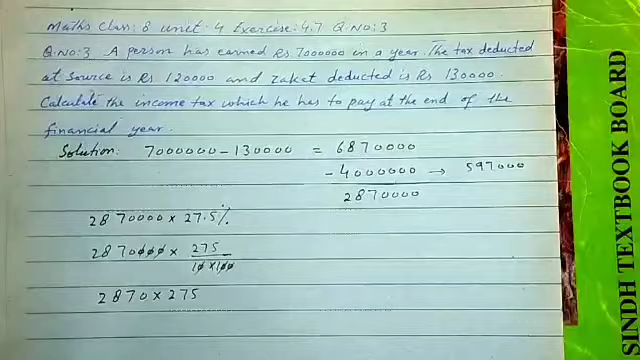 Maths Class: 8 unit: 4 Exercise: 4.7 Q.No: 3
Q.No: 3 A person has earned Rs 7000000 in a year. The tax deducted
at source is Rs 120000 and zakat deducted is Rs 130000.
Calculate the income tax which he has to pay at the end of the
financial year.
Solution: 7000000 - 130000 = 6870000
- 4000000 → 597000
2870000
2870000 x 27.5%
2870000 x 275
10 x 100
2870 x 275
SINDH TEXTBOOK BOARD